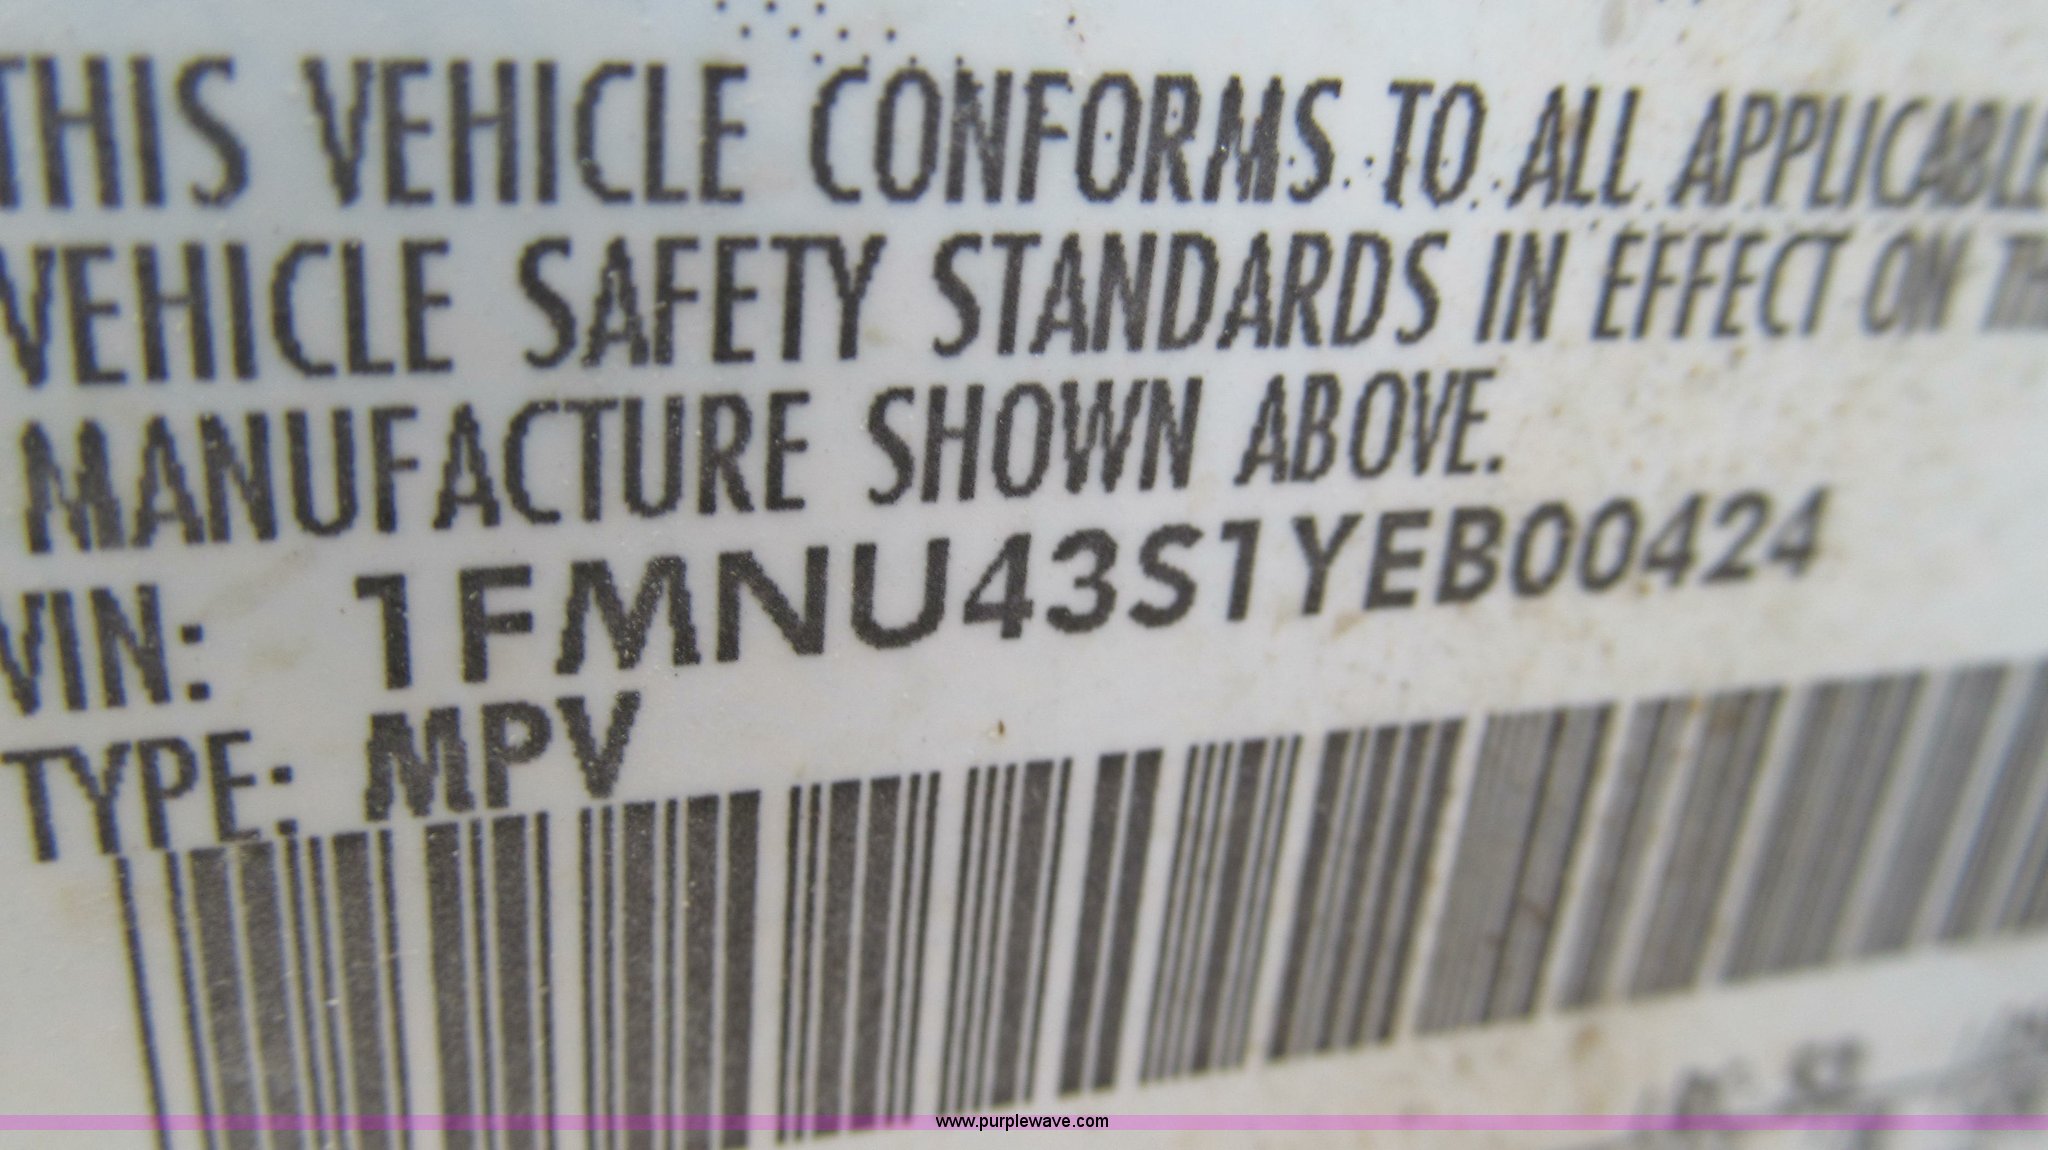 THIS VEHICLE CONFORMS TO ALL APPLICABLE
VEHICLE SAFETY STANDARDS IN EFFECT ON TH
MANUFACTURE SHOWN ABOVE.
VIN: 1FMNU43S1YEB00424
TYPE: MPV
www.purplewave.com